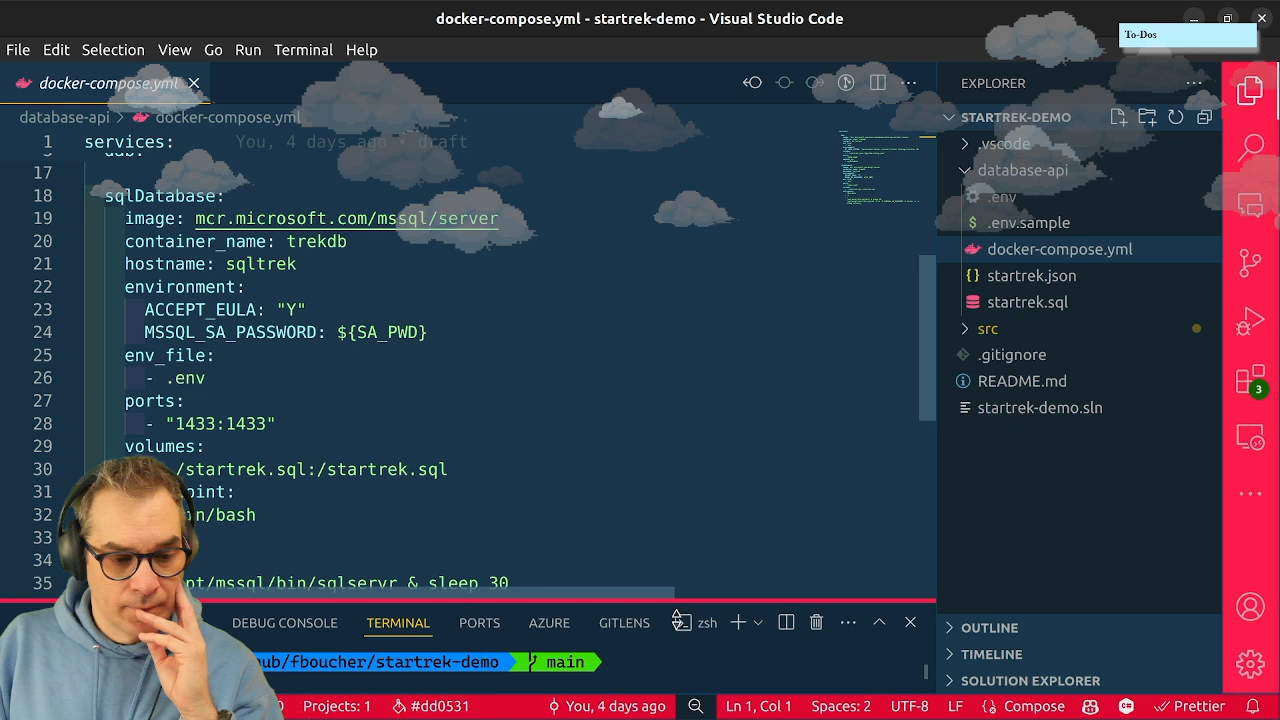 docker-compose.yml - startrek-demo - Visual Studio Code
To-Dos
File Edit Selection View Go Run Terminal Help
docker-compose.yml
EXPLORER
database-api > docker-compose.yml
STARTREK-DEMO
1 services: You, 4 days ago • draft
17
18 sqlDatabase:
19 image: mcr.microsoft.com/mssql/server
20 container_name: trekdb
21 hostname: sqltrek
22 environment:
23 ACCEPT_EULA: "Y"
24 MSSQL_SA_PASSWORD: ${SA_PWD}
25 env_file:
26 - .env
27 ports:
28 - "1433:1433"
29 volumes:
30 /startrek.sql:/startrek.sql
31 oint:
32 in/bash
33
34
35 pt/mssql/bin/sqlservr & sleep 30
.vscode
database-api
.env
.env.sample
docker-compose.yml
startrek.json
startrek.sql
src
.gitignore
README.md
startrek-demo.sln
3
OUTLINE
TIMELINE
SOLUTION EXPLORER
DEBUG CONSOLE TERMINAL PORTS AZURE GITLENS zsh
ub/fboucher/startrek-demo main
0 Projects: 1 #dd0531 You, 4 days ago Ln 1, Col 1 Spaces: 2 UTF-8 LF Compose Prettier